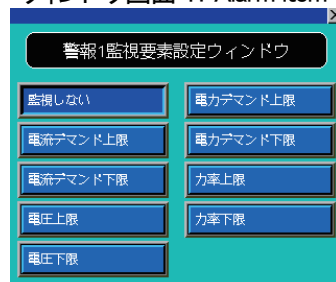 ウィンドウ画面 W-Alarm Item
警報1監視要素設定ウィンドウ
監視しない
電力デマンド上限
電流デマンド上限
電力デマンド下限
電流デマンド下限
力率上限
電圧上限
力率下限
電圧下限